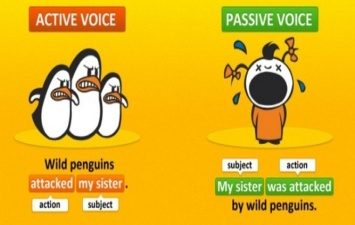 ACTIVE VOICE
Wild penguins
attacked my sister.
action subject
PASSIVE VOICE
subject action
My sister was attacked
by wild penguins.